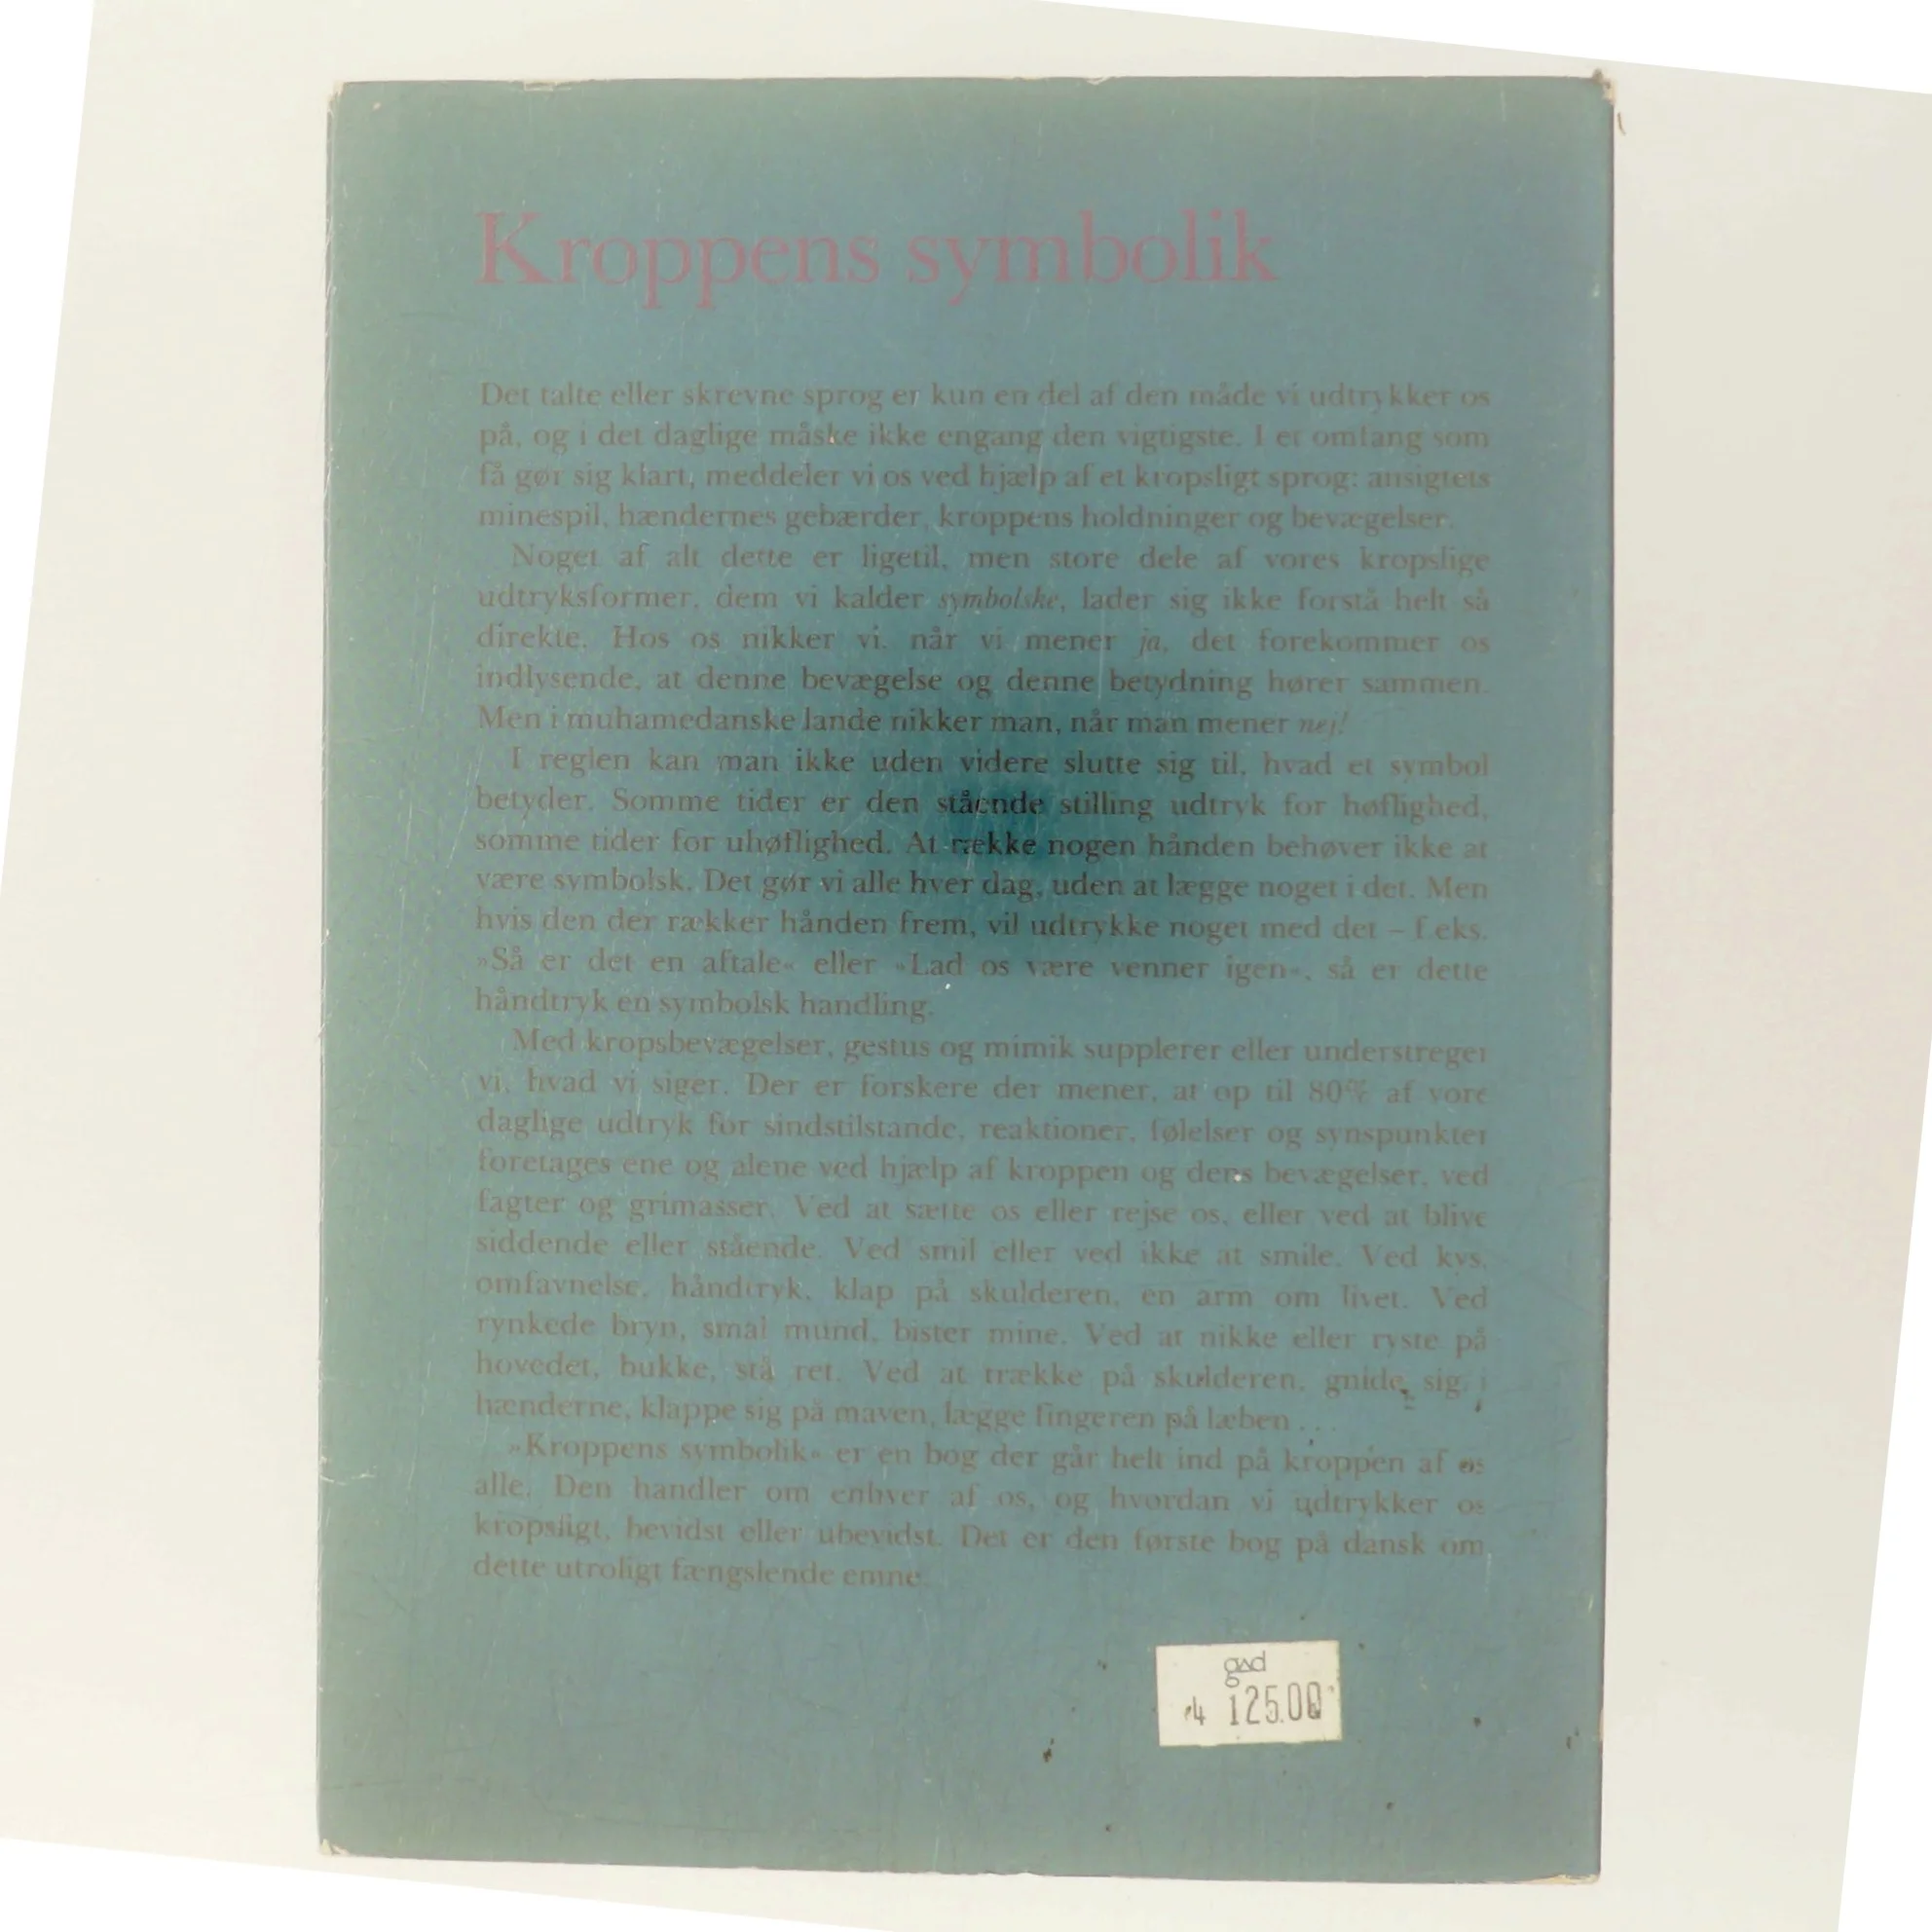 Kroppens symbolik
Det talte eller skrevne sprog er kun en del af den måde vi udtrykker os
på, og i det daglige måske ikke engang den vigtigste. I et omfang som
få gør sig klart, meddeler vi os ved hjælp af et kropsligt sprog: ansigtets
minespil, hændernes gebærder, kroppens holdninger og bevægelser.
Noget af alt dette er ligetil, men store dele af vores kropslige
udtryksformer, dem vi kalder symbolske, lader sig ikke forstå helt så
direkte. Hos os nikker vi, når vi mener ja, det forekommer os
indlysende, at denne bevægelse og denne betydning hører sammen.
Men i muhamedanske lande nikker man, når man mener nej!
I reglen kan man ikke uden videre slutte sig til, hvad et symbol
betyder. Somme tider er den stående stilling udtryk for høflighed,
somme tider for uhøflighed. At række nogen hånden behøver ikke at
være symbolsk. Det gør vi alle hver dag, uden at lægge noget i det. Men
hvis den der rækker hånden frem, vil udtrykke noget med det – f.eks.
»Så er det en aftale« eller »Lad os være venner igen«, så er dette
håndtryk en symbolsk handling.
Med kropsbevægelser, gestus og mimik supplerer eller understreger
vi, hvad vi siger. Der er forskere der mener, at op til 80% af vore
daglige udtryk for sindstilstande, reaktioner, følelser og synspunkter
foretages ene og alene ved hjælp af kroppen og dens bevægelser, ved
fagter og grimasser. Ved at sætte os eller rejse os, eller ved at blive
siddende eller stående. Ved smil eller ved ikke at smile. Ved kys,
omfavnelse, håndtryk, klap på skulderen, en arm om livet. Ved
rynkede bryn, smal mund, bister mine. Ved at nikke eller ryste på
hovedet, bukke, stå ret. Ved at trække på skulderen, gnide sig i
hænderne, klappe sig på maven, lægge fingeren på læben ...
»Kroppens symbolik« er en bog der går helt ind på kroppen af os
alle. Den handler om enhver af os, og hvordan vi udtrykker os
kropsligt, bevidst eller ubevidst. Det er den første bog på dansk om
dette utroligt fængslende emne.
gad
4 125.00